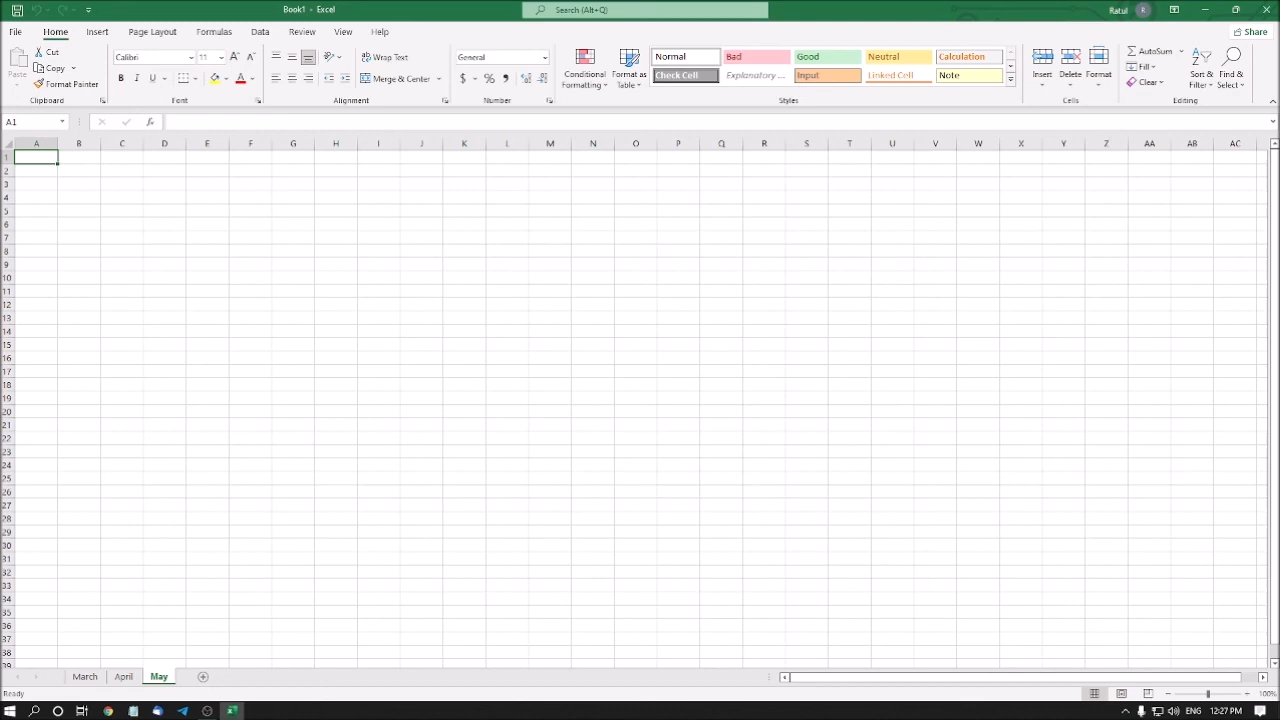 Book1 - Excel
Search (Alt+Q)
Ratul R
File Home Insert Page Layout Formulas Data Review View Help
Share
Paste
Cut
Copy
Format Painter
Clipboard
Calibri 11
B I U
Font
Wrap Text
Merge & Center
Alignment
General
$ % ,
Number
Conditional Formatting
Format as Table
Normal Bad Good Neutral Calculation
Check Cell Explanatory ... Input Linked Cell Note
Styles
Insert Delete Format
Cells
AutoSum
Fill
Clear
Sort & Filter
Find & Select
Editing
A1 fx
A B C D E F G H I J K L M N O P Q R S T U V W X Y Z AA AB AC
1
2
3
4
5
6
7
8
9
10
11
12
13
14
15
16
17
18
19
20
21
22
23
24
25
26
27
28
29
30
31
32
33
34
35
36
37
38
39
March April May
Ready
100%
ENG 12:27 PM